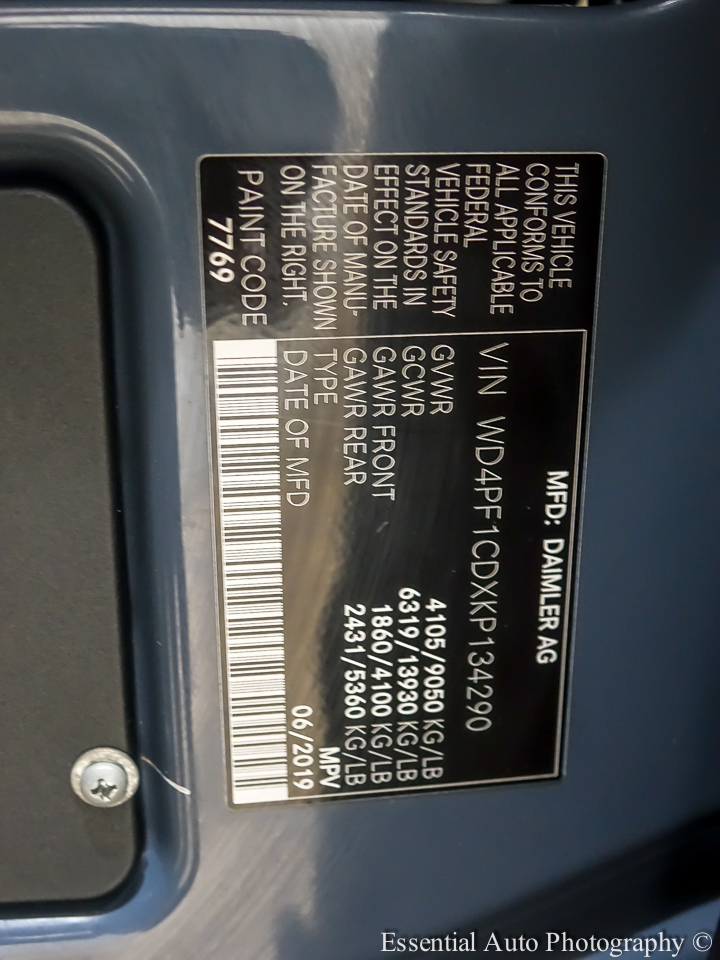 MFD: DAIMLER AG
THIS VEHICLE
CONFORMS TO
ALL APPLICABLE
FEDERAL
VEHICLE SAFETY
STANDARDS IN
EFFECT ON THE
DATE OF MANU-
FACTURE SHOWN
ON THE RIGHT.
PAINT CODE
7769
VIN WD4PF1CDXKP134290
GVWR 4105/9050 KG/LB
GCWR 6319/13930 KG/LB
GAWR FRONT 1860/4100 KG/LB
GAWR REAR 2431/5360 KG/LB
TYPE MPV
DATE OF MFD 06/2019
Essential Auto Photography ©